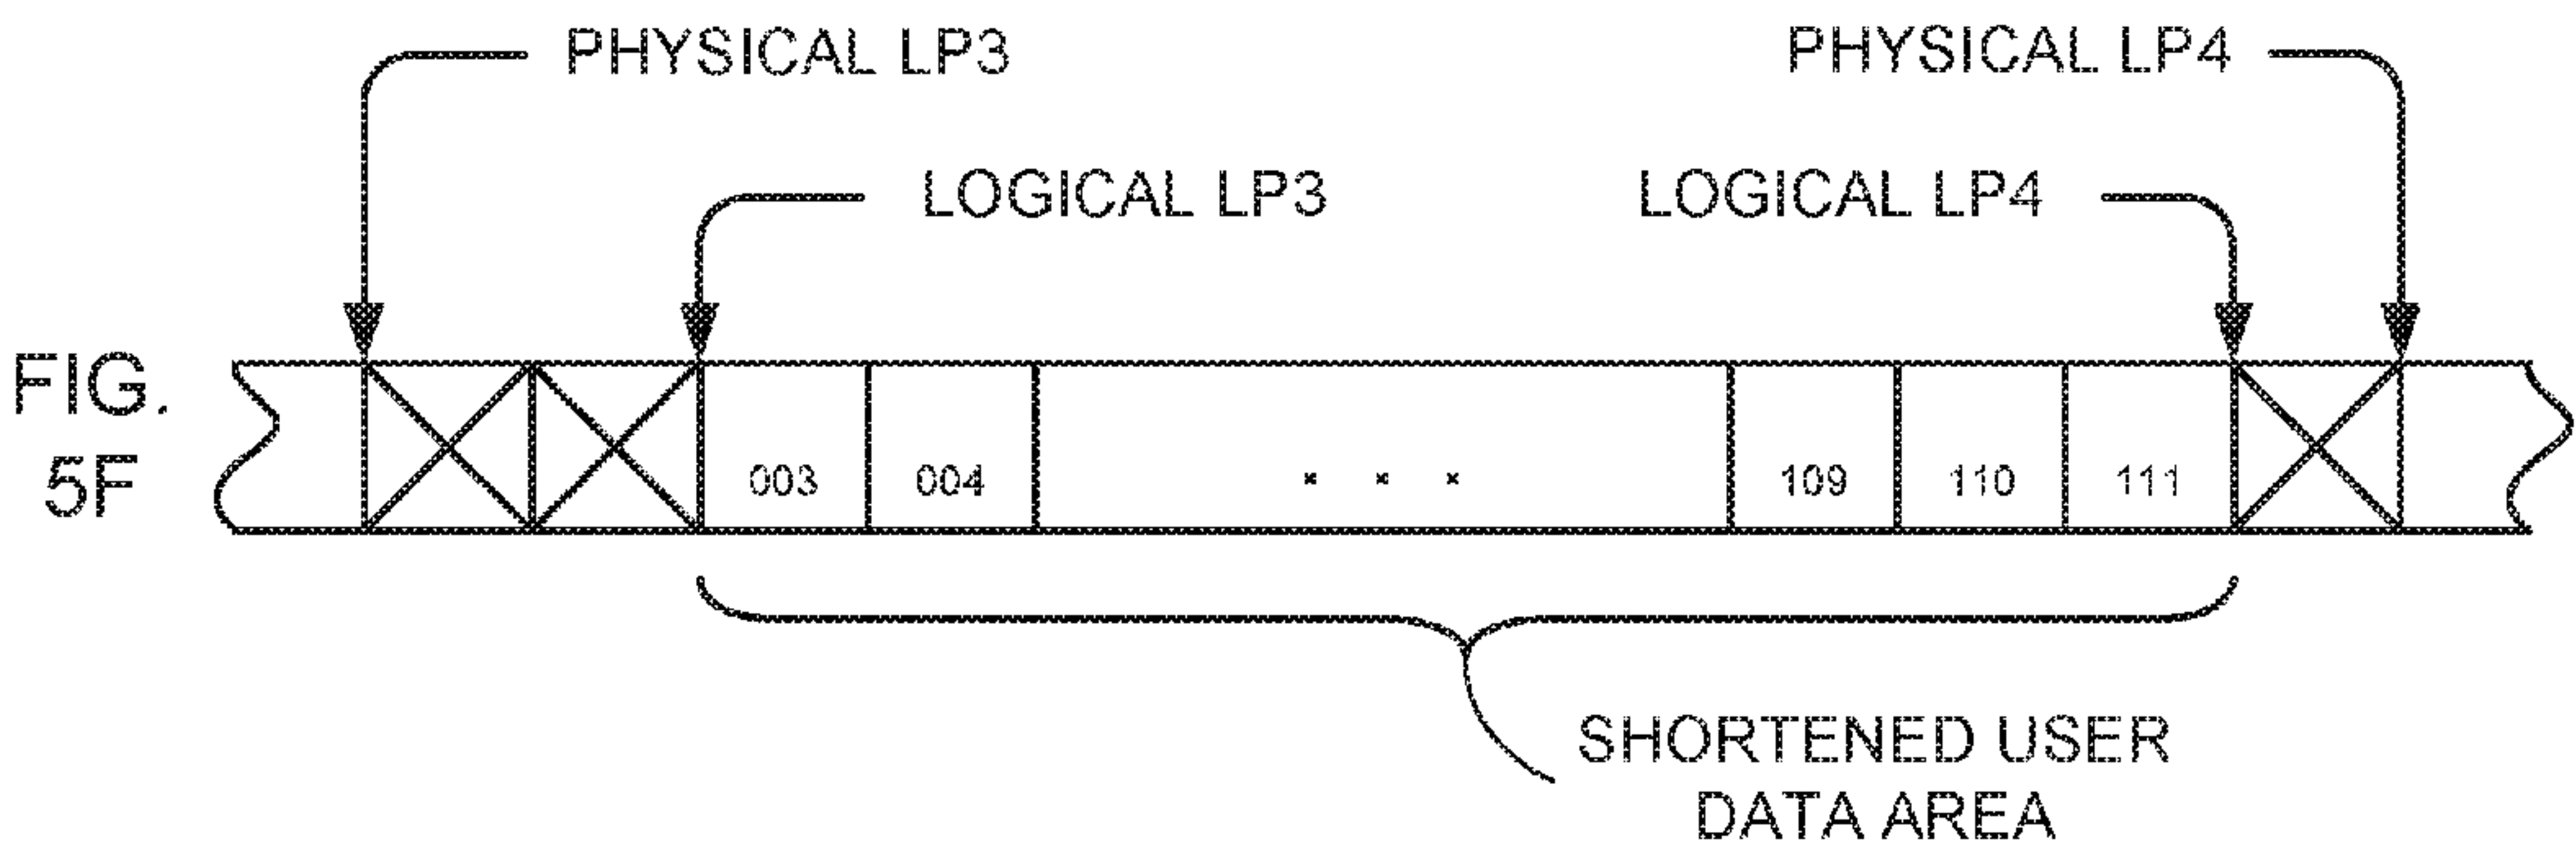 PHYSICAL LP3
PHYSICAL LP4
LOGICAL LP3
LOGICAL LP4
FIG.
5F
003 004 . . . 109 110 111
SHORTENED USER
DATA AREA